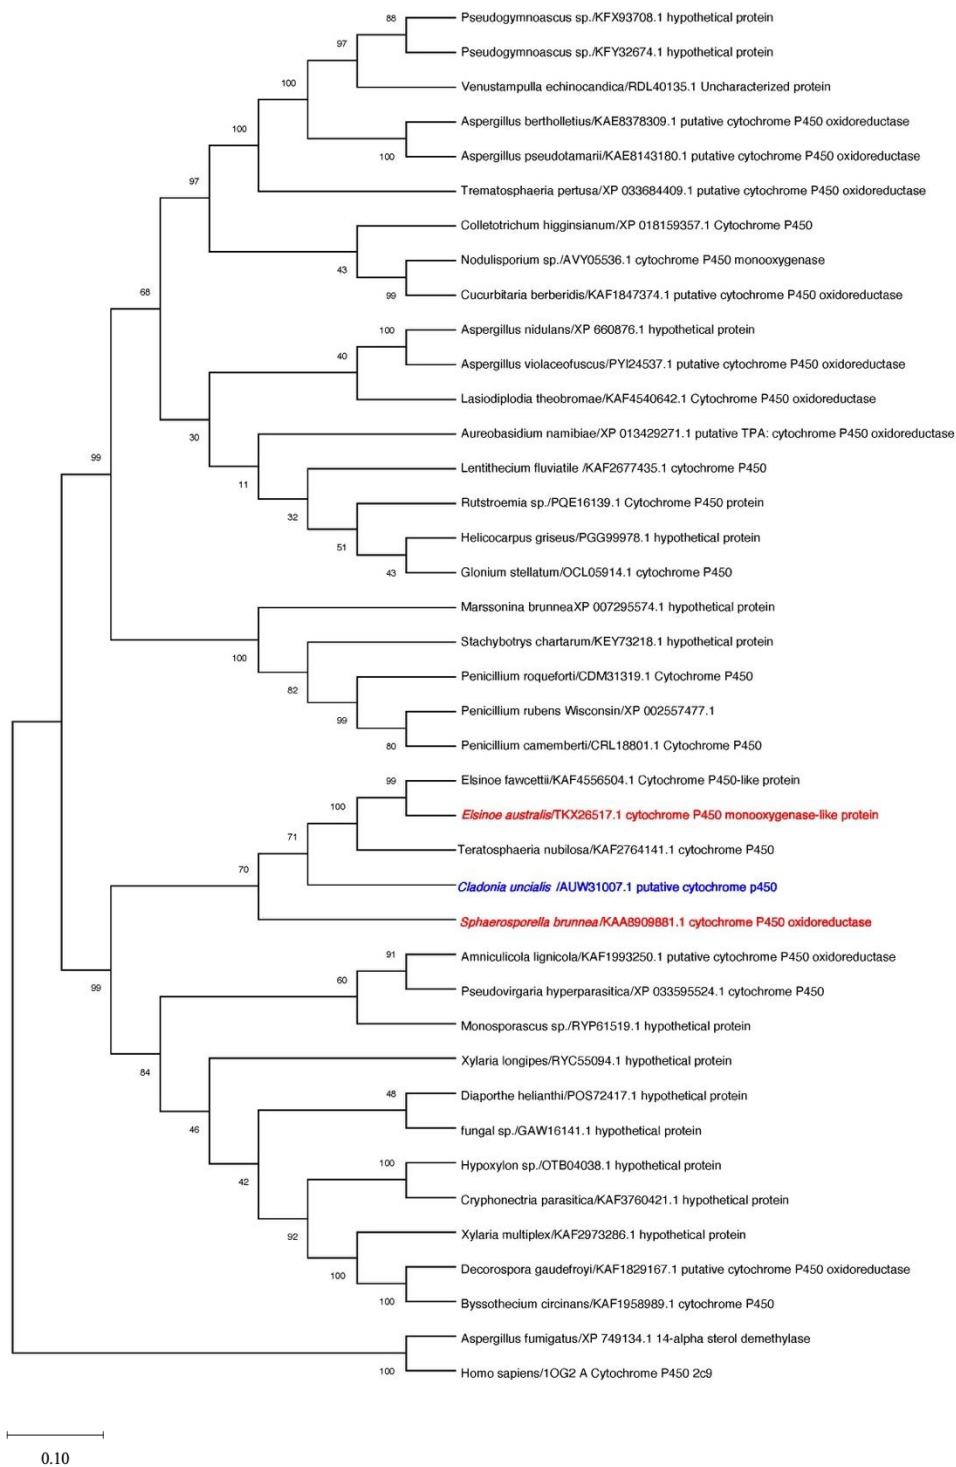 88
Pseudogymnoascus sp./KFX93708.1 hypothetical protein
97
Pseudogymnoascus sp./KFY32674.1 hypothetical protein
100
Venustampulla echinocandica/RDL40135.1 Uncharacterized protein
100
Aspergillus bertholletius/KAE8378309.1 putative cytochrome P450 oxidoreductase
100
Aspergillus pseudotamarii/KAE8143180.1 putative cytochrome P450 oxidoreductase
97
Trematosphaeria pertusa/XP 033684409.1 putative cytochrome P450 oxidoreductase
Colletotrichum higginsianum/XP 018159357.1 Cytochrome P450
43
Nodulisporium sp./AVY05536.1 cytochrome P450 monooxygenase
99
Cucurbitaria berberidis/KAF1847374.1 putative cytochrome P450 oxidoreductase
68
100
Aspergillus nidulans/XP 660876.1 hypothetical protein
40
Aspergillus violaceofuscus/PYI24537.1 putative cytochrome P450 oxidoreductase
Lasiodiplodia theobromae/KAF4540642.1 Cytochrome P450 oxidoreductase
30
Aureobasidium namibiae/XP 013429271.1 putative TPA: cytochrome P450 oxidoreductase
99
Lentithecium fluviatile /KAF2677435.1 cytochrome P450
11
Rutstroemia sp./PQE16139.1 Cytochrome P450 protein
32
Helicocarpus griseus/PGG99978.1 hypothetical protein
51
Glonium stellatum/OCL05914.1 cytochrome P450
43
Marssonina brunneaXP 007295574.1 hypothetical protein
100
Stachybotrys chartarum/KEY73218.1 hypothetical protein
82
Penicillium roqueforti/CDM31319.1 Cytochrome P450
99
Penicillium rubens Wisconsin/XP 002557477.1
80
Penicillium camemberti/CRL18801.1 Cytochrome P450
99
Elsinoe fawcettii/KAF4556504.1 Cytochrome P450-like protein
100
Elsinoe australis/TKX26517.1 cytochrome P450 monooxygenase-like protein
71
Teratosphaeria nubilosa/KAF2764141.1 cytochrome P450
70
Cladonia uncialis /AUW31007.1 putative cytochrome p450
Sphaerosporella brunnea/KAA8909881.1 cytochrome P450 oxidoreductase
91
Amniculicola lignicola/KAF1993250.1 putative cytochrome P450 oxidoreductase
60
99
Pseudovirgaria hyperparasitica/XP 033595524.1 cytochrome P450
Monosporascus sp./RYP61519.1 hypothetical protein
84
Xylaria longipes/RYC55094.1 hypothetical protein
48
Diaporthe helianthi/POS72417.1 hypothetical protein
46
fungal sp./GAW16141.1 hypothetical protein
100
Hypoxylon sp./OTB04038.1 hypothetical protein
42
Cryphonectria parasitica/KAF3760421.1 hypothetical protein
92
Xylaria multiplex/KAF2973286.1 hypothetical protein
100
Decorospora gaudefroyi/KAF1829167.1 putative cytochrome P450 oxidoreductase
100
Byssothecium circinans/KAF1958989.1 cytochrome P450
Aspergillus fumigatus/XP 749134.1 14-alpha sterol demethylase
100
Homo sapiens/1OG2 A Cytochrome P450 2c9
0.10